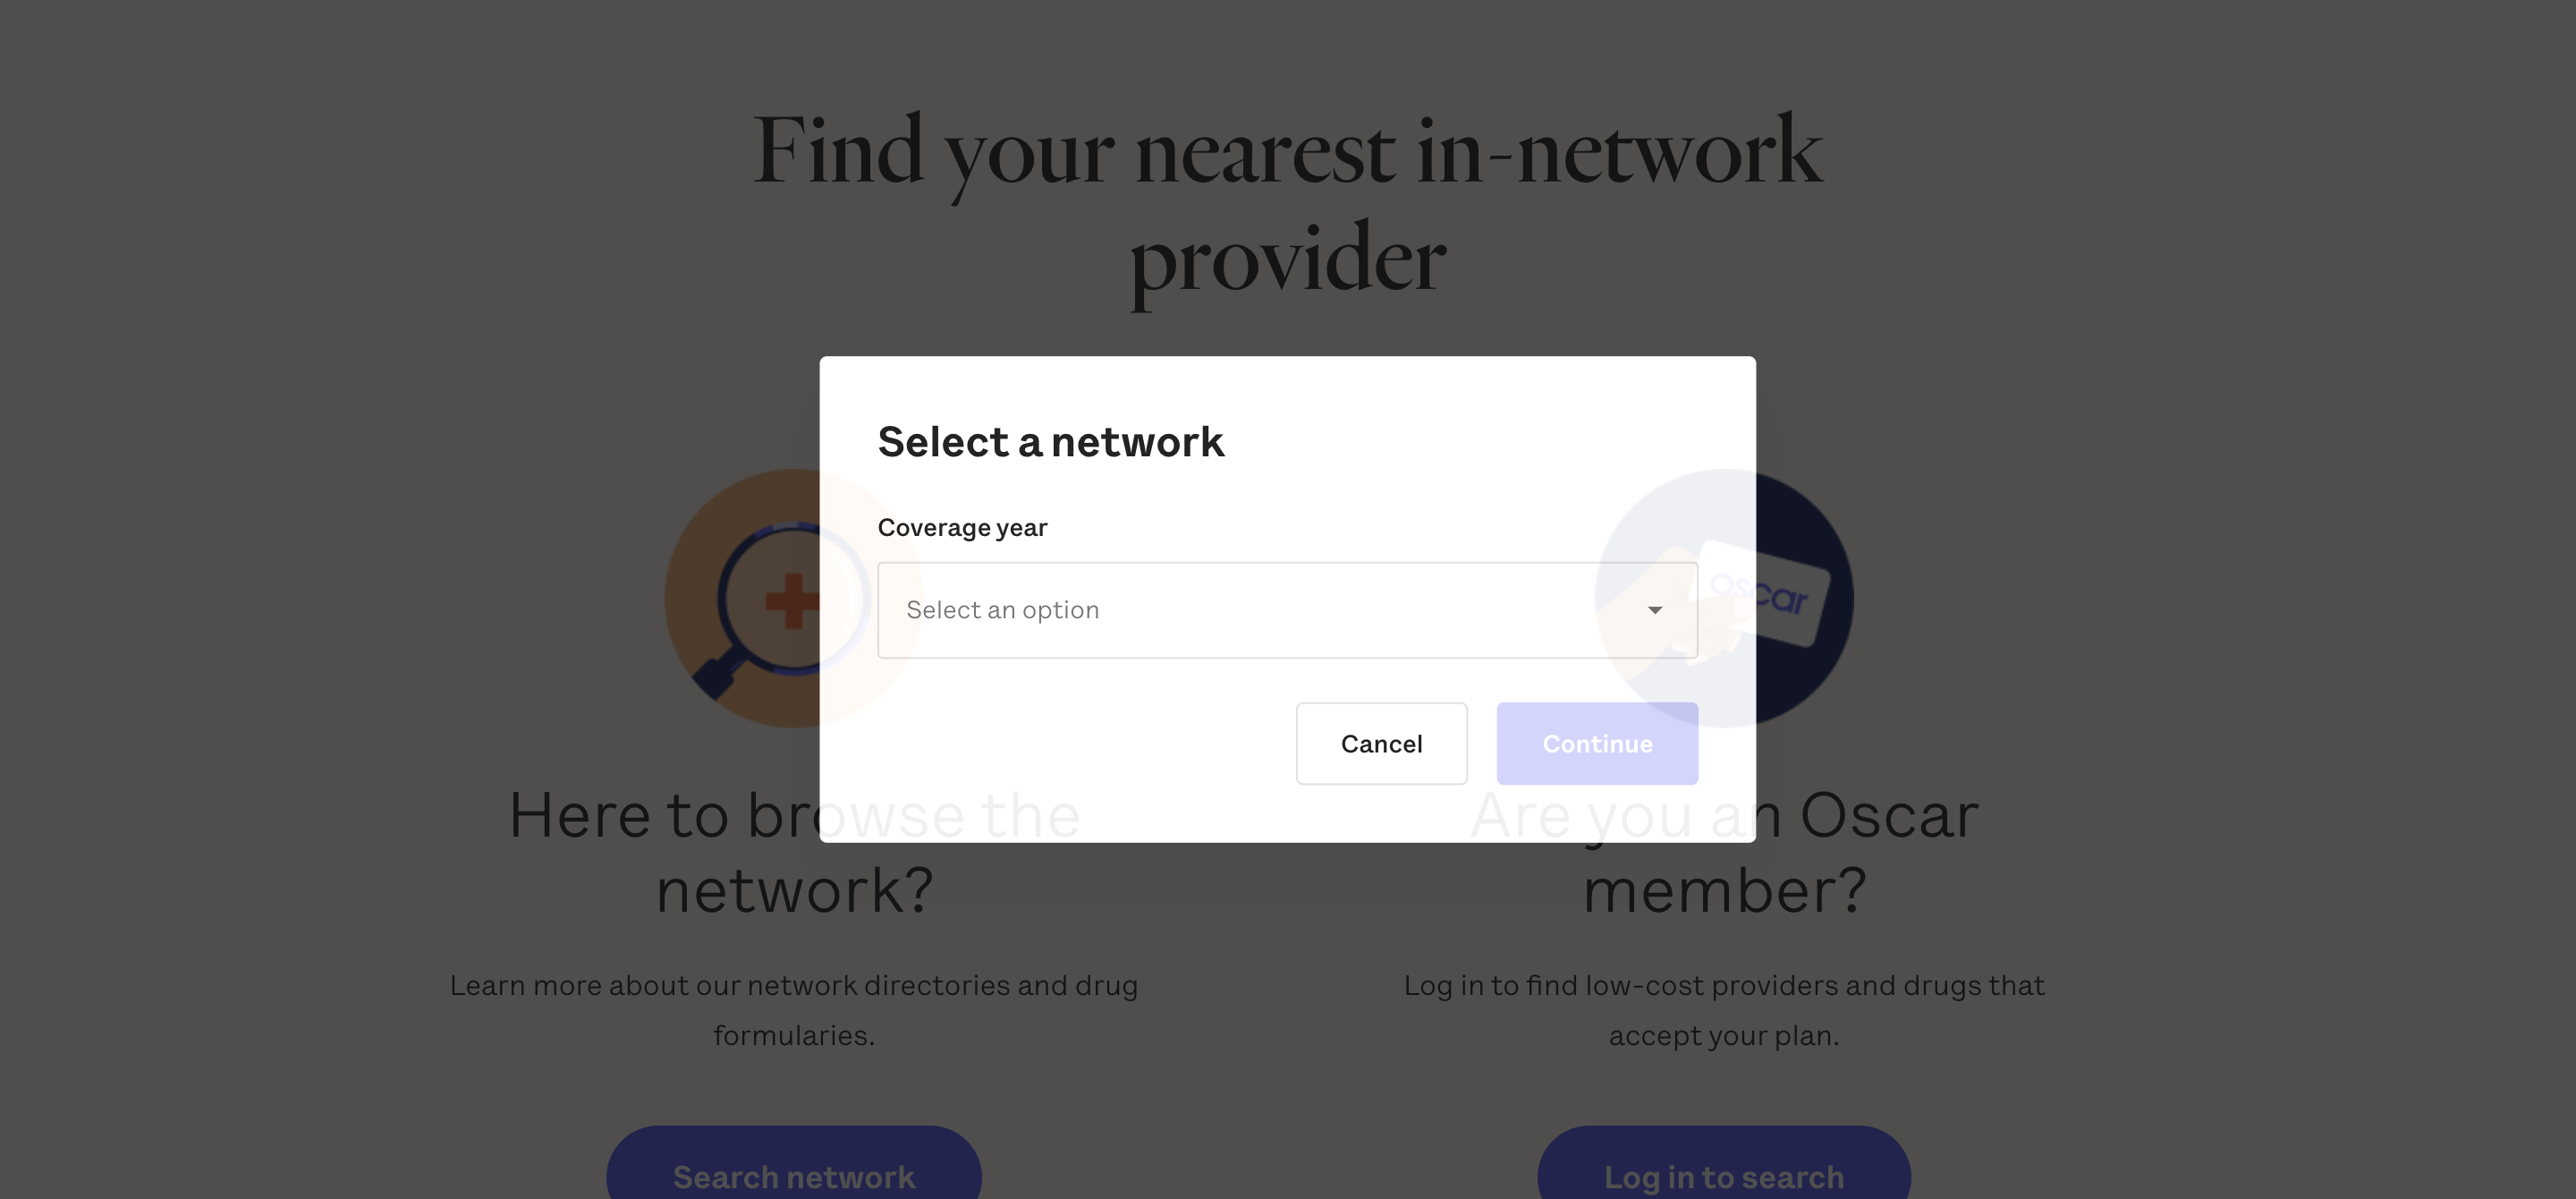 Find your nearest in-network
provider
Select a network
Coverage year
Select an option
Cancel
Continue
oscar
Here to browse the
network?
Learn more about our network directories and drug
formularies.
Search network
Are you an Oscar
member?
Log in to find low-cost providers and drugs that
accept your plan.
Log in to search